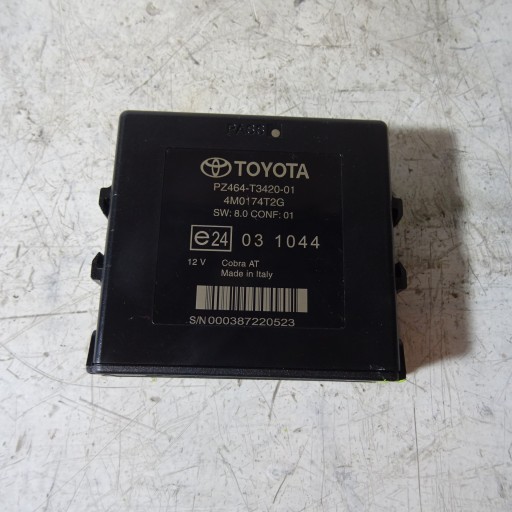 TOYOTA
PZ464-T3420-01
4M0174T2G
SW: 8.0 CONF: 01
e24 03 1044
12 V Cobra AT
Made in Italy
S/N 000387220523